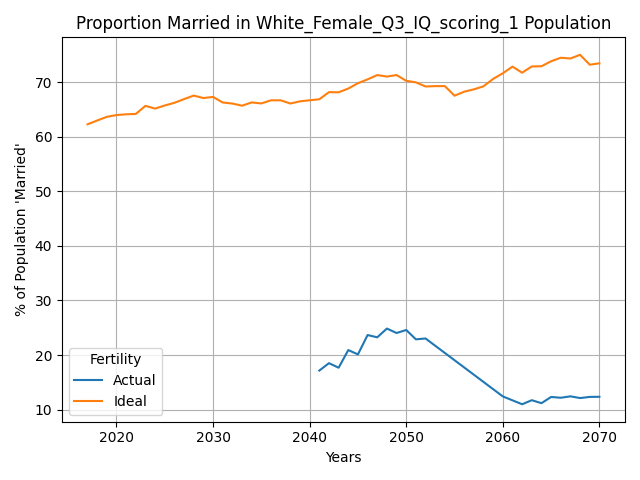 Proportion Married in White_Female_Q3_IQ_scoring_1 Population
% of Population 'Married'
70
60
50
40
30
20
10
Fertility
Actual
Ideal
2020 2030 2040 2050 2060 2070
Years